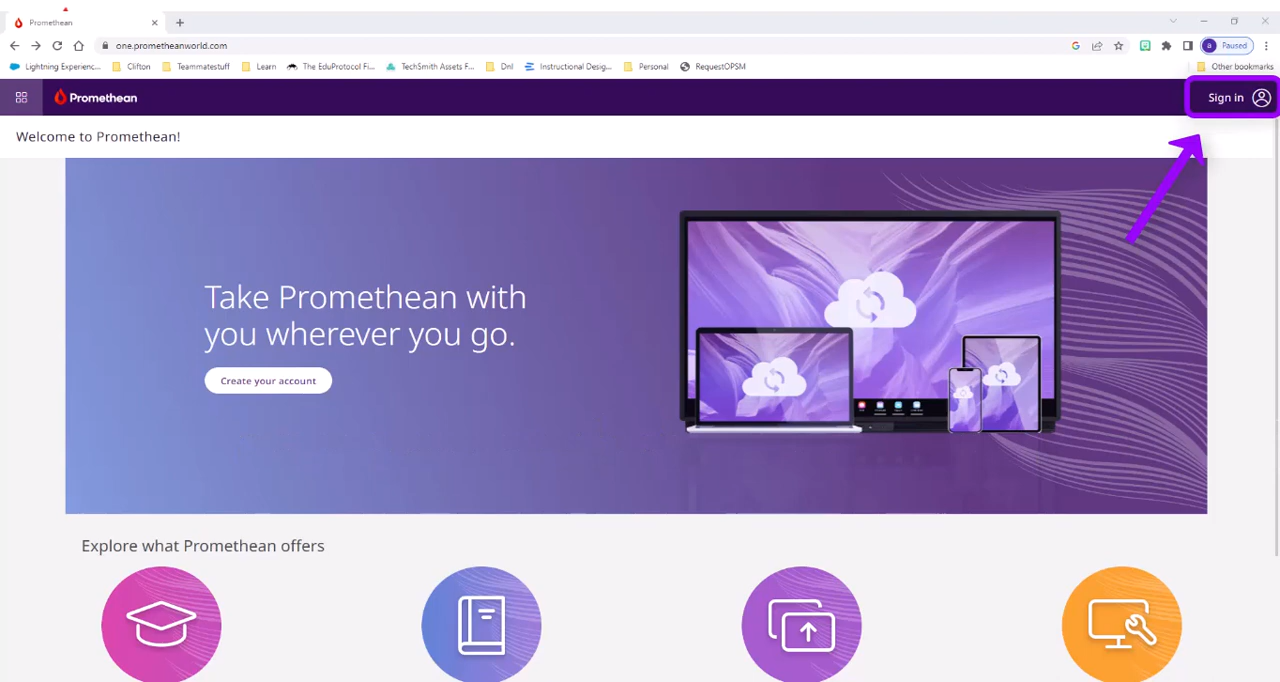 Promethean
one.prometheanworld.com
a Paused
Lightning Experienc... Clifton Teammatestuff Learn The EduProtocol Fi... TechSmith Assets F... Dnl Instructional Desig... Personal RequestOPSM Other bookmarks
Promethean Sign in
Welcome to Promethean!
Take Promethean with
you wherever you go.
Create your account
Explore what Promethean offers